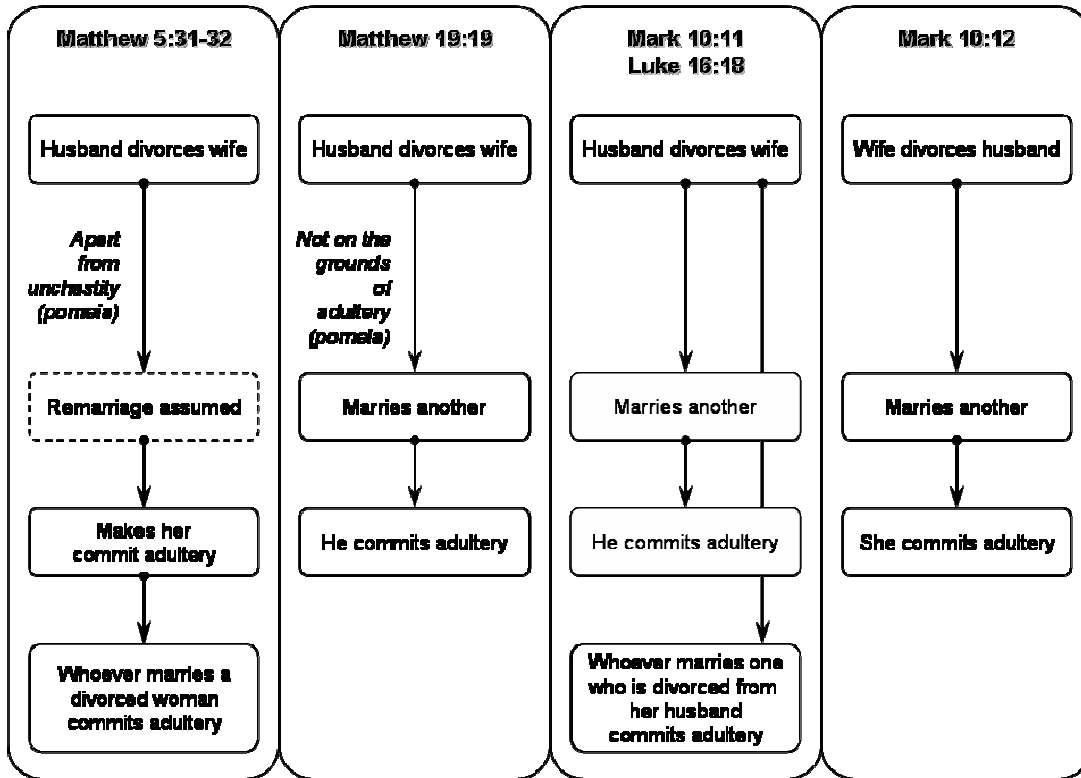 Matthew 5:31-32
Husband divorces wife
Apart
from
unchastity
(porneia)
Remarriage assumed
Makes her
commit adultery
Whoever marries a
divorced woman
commits adultery
Matthew 19:19
Husband divorces wife
Not on the
grounds
of
adultery
(porneia)
Marries another
He commits adultery
Mark 10:11
Luke 16:18
Husband divorces wife
Marries another
He commits adultery
Whoever marries one
who is divorced from
her husband
commits adultery
Mark 10:12
Wife divorces husband
Marries another
She commits adultery